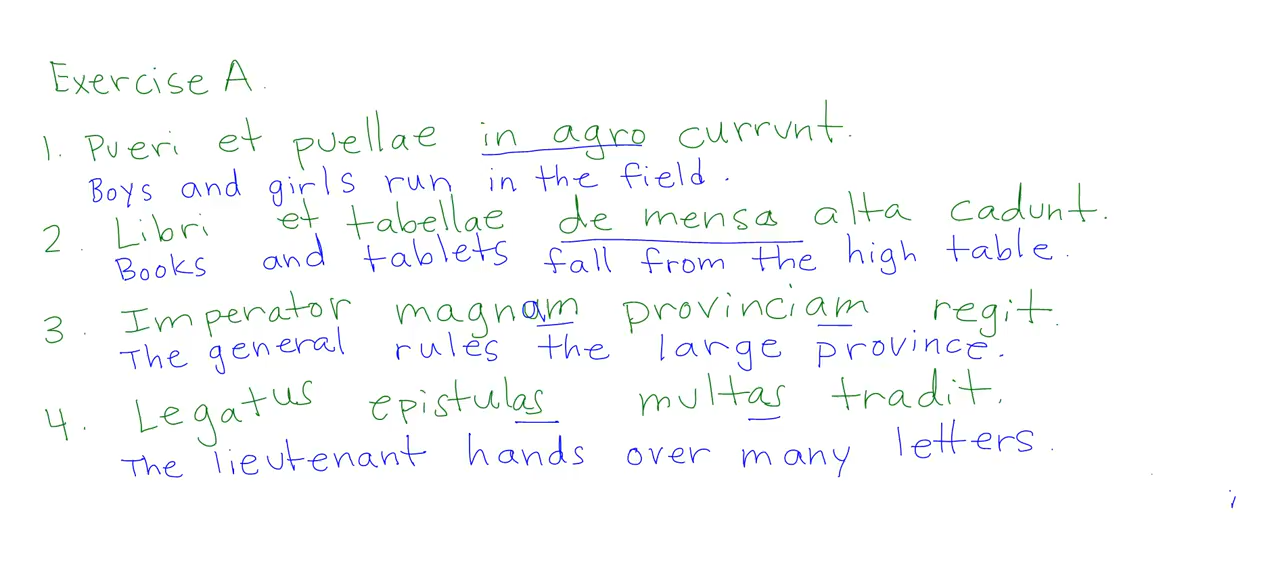 Exercise A.
1. Pueri et puellae in agro currunt.
Boys and girls run in the field.
2. Libri et tabellae de mensa alta cadunt.
Books and tablets fall from the high table.
3. Imperator magnam provinciam regit.
The general rules the large province.
4. Legatus epistulas multas tradit.
The lieutenant hands over many letters.